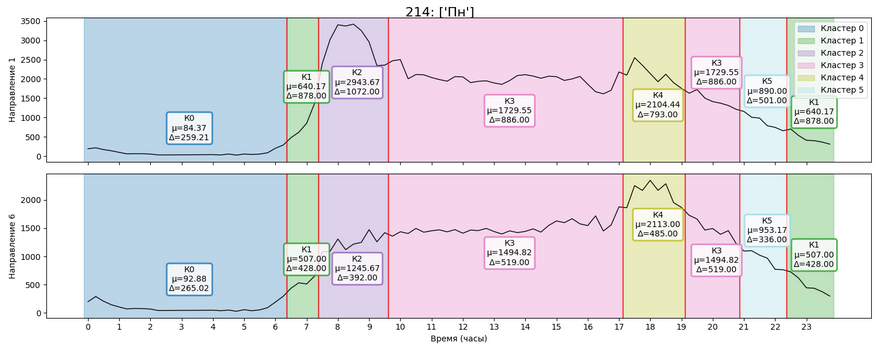 214: ['Пн']
Направление 1
3500
3000
2500
2000
1500
1000
500
0
K0
μ=84.37
Δ=259.21
K1
μ=640.17
Δ=878.00
K2
μ=2943.67
Δ=1072.00
K3
μ=1729.55
Δ=886.00
K4
μ=2104.44
Δ=793.00
K3
μ=1729.55
Δ=886.00
K5
μ=890.00
Δ=501.00
K1
μ=640.17
Δ=878.00
Кластер 0
Кластер 1
Кластер 2
Кластер 3
Кластер 4
Кластер 5
Направление 6
2000
1500
1000
500
0
K0
μ=92.88
Δ=265.02
K1
μ=507.00
Δ=428.00
K2
μ=1245.67
Δ=392.00
K3
μ=1494.82
Δ=519.00
K4
μ=2113.00
Δ=485.00
K3
μ=1494.82
Δ=519.00
K5
μ=953.17
Δ=336.00
K1
μ=507.00
Δ=428.00
0 1 2 3 4 5 6 7 8 9 10 11 12 13 14 15 16 17 18 19 20 21 22 23
Время (часы)